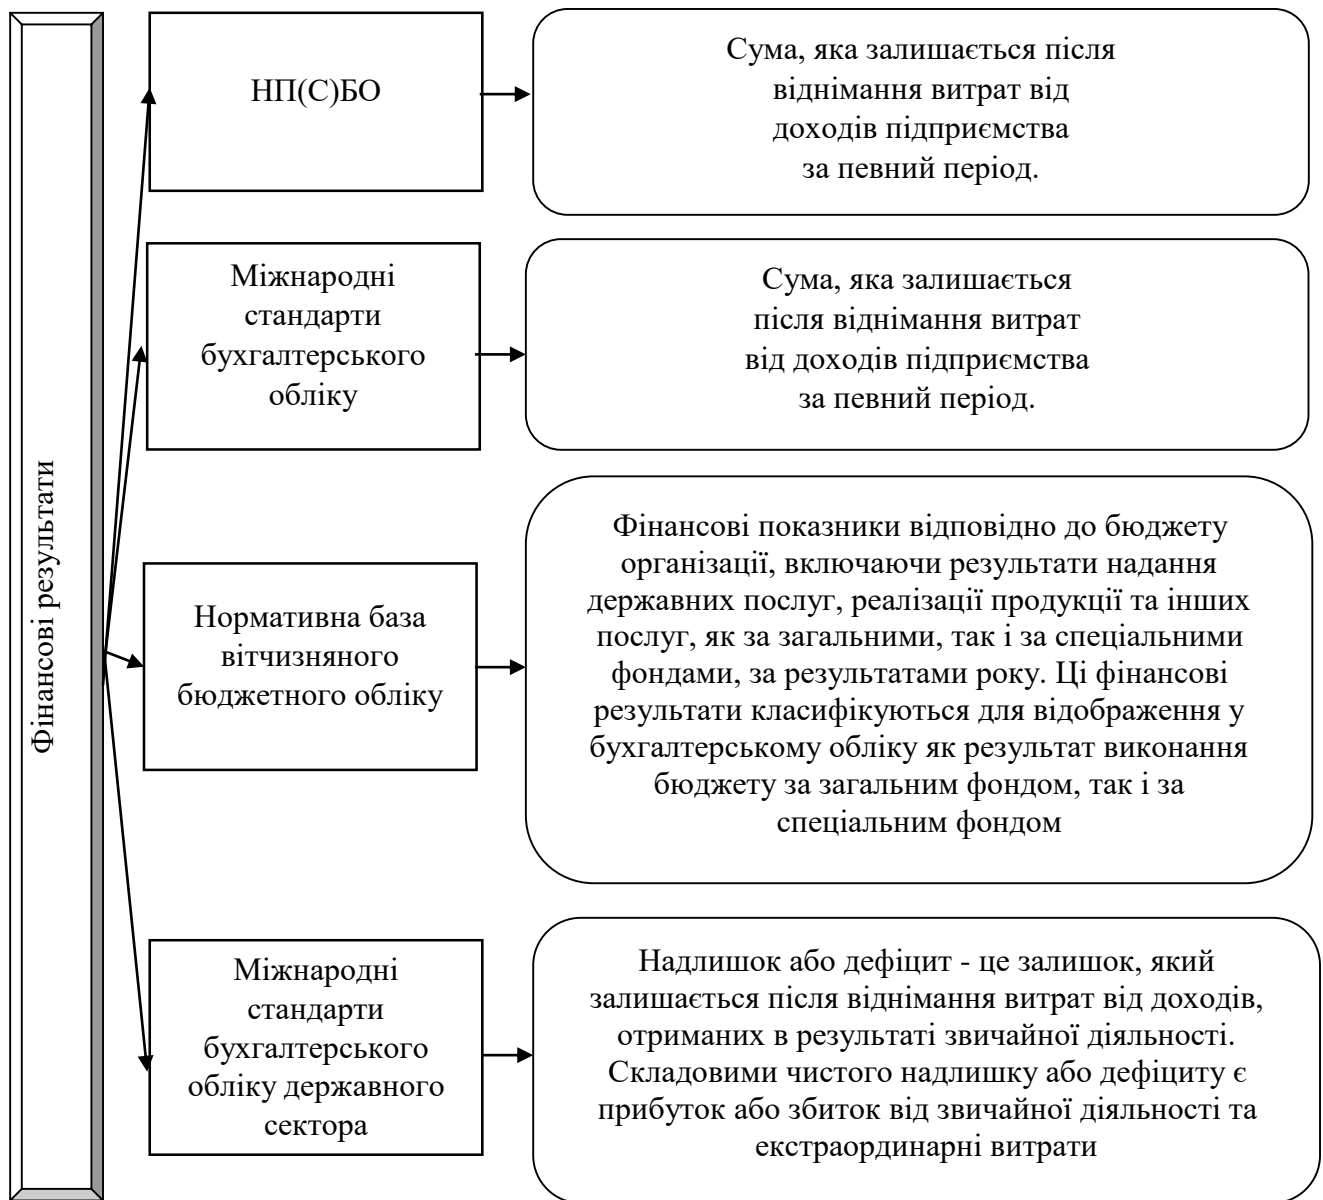 Фінансові результати
НП(С)БО
Сума, яка залишається після
віднімання витрат від
доходів підприємства
за певний період.
Міжнародні
стандарти
бухгалтерського
обліку
Сума, яка залишається
після віднімання витрат
від доходів підприємства
за певний період.
Нормативна база
вітчизняного
бюджетного обліку
Фінансові показники відповідно до бюджету
організації, включаючи результати надання
державних послуг, реалізації продукції та інших
послуг, як за загальними, так і за спеціальними
фондами, за результатами року. Ці фінансові
результати класифікуються для відображення у
бухгалтерському обліку як результат виконання
бюджету за загальним фондом, так і за
спеціальним фондом
Міжнародні
стандарти
бухгалтерського
обліку державного
сектора
Надлишок або дефіцит - це залишок, який
залишається після віднімання витрат від доходів,
отриманих в результаті звичайної діяльності.
Складовими чистого надлишку або дефіциту є
прибуток або збиток від звичайної діяльності та
екстраординарні витрати